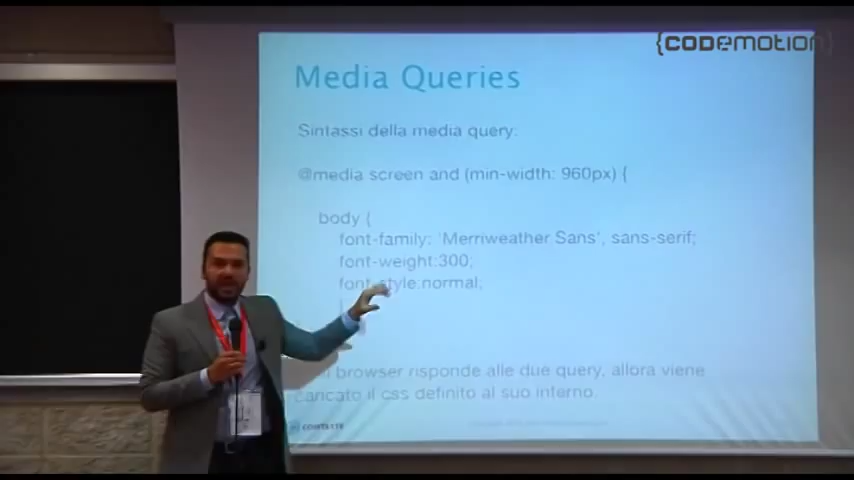 {CODEMOTION}
Media Queries
Sintassi della media query:
@media screen and (min-width: 960px) {
body {
font-family: 'Merriweather Sans', sans-serif;
font-weight:300;
font-style:normal;
}
browser risponde alle due query, allora viene
caricato il css definito al suo interno.
COMTASTE